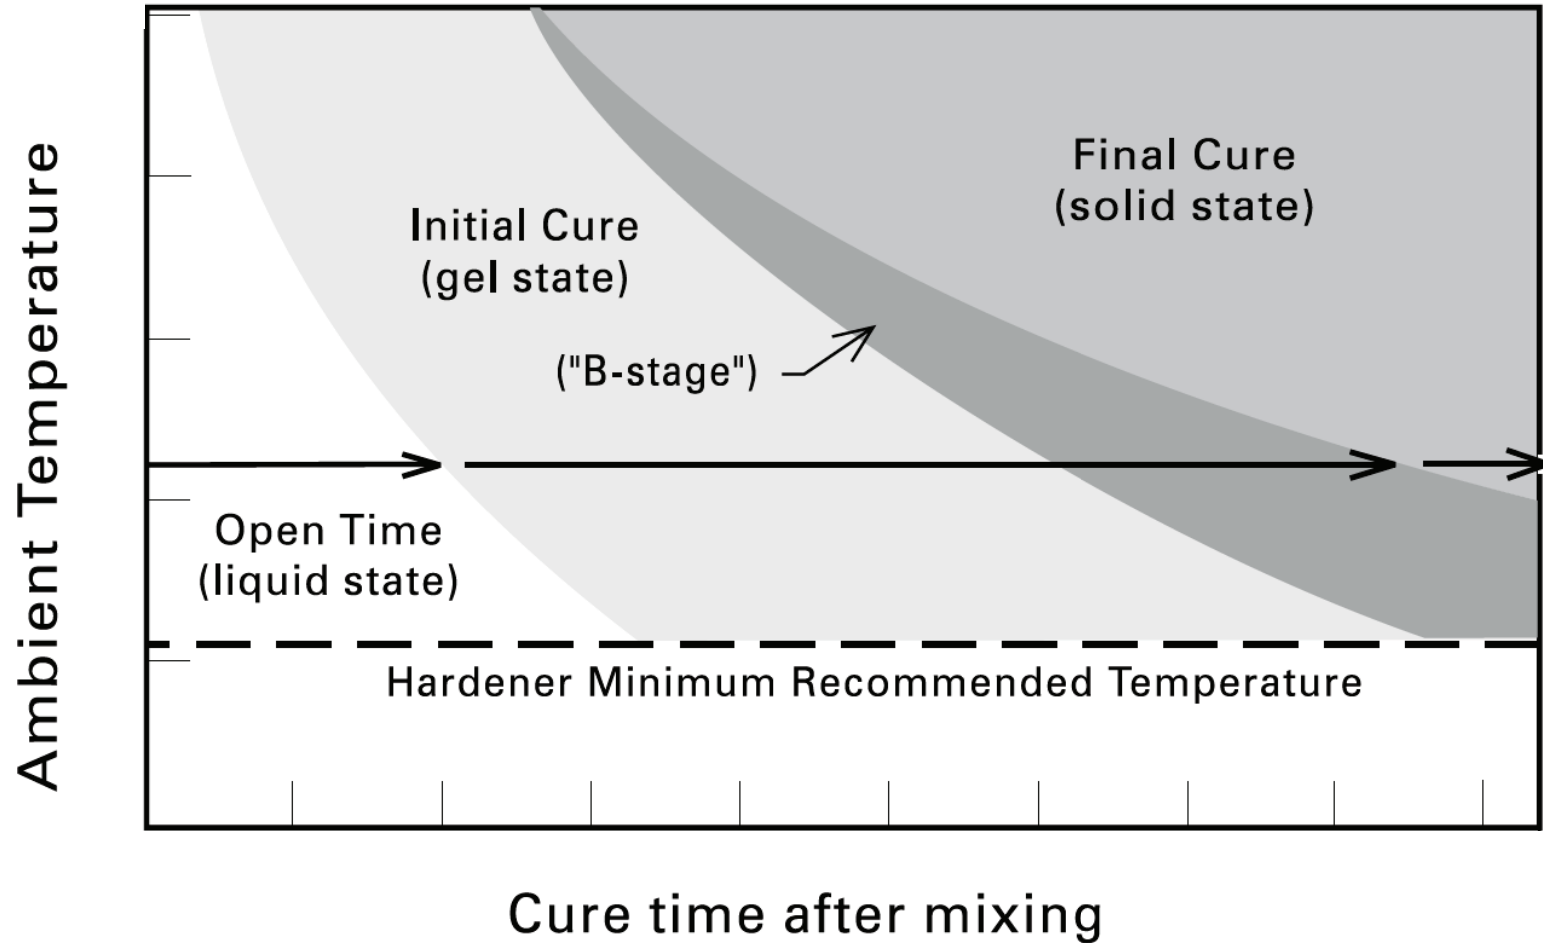 Ambient Temperature
Final Cure
(solid state)
Initial Cure
(gel state)
("B-stage")
Open Time
(liquid state)
Hardener Minimum Recommended Temperature
Cure time after mixing